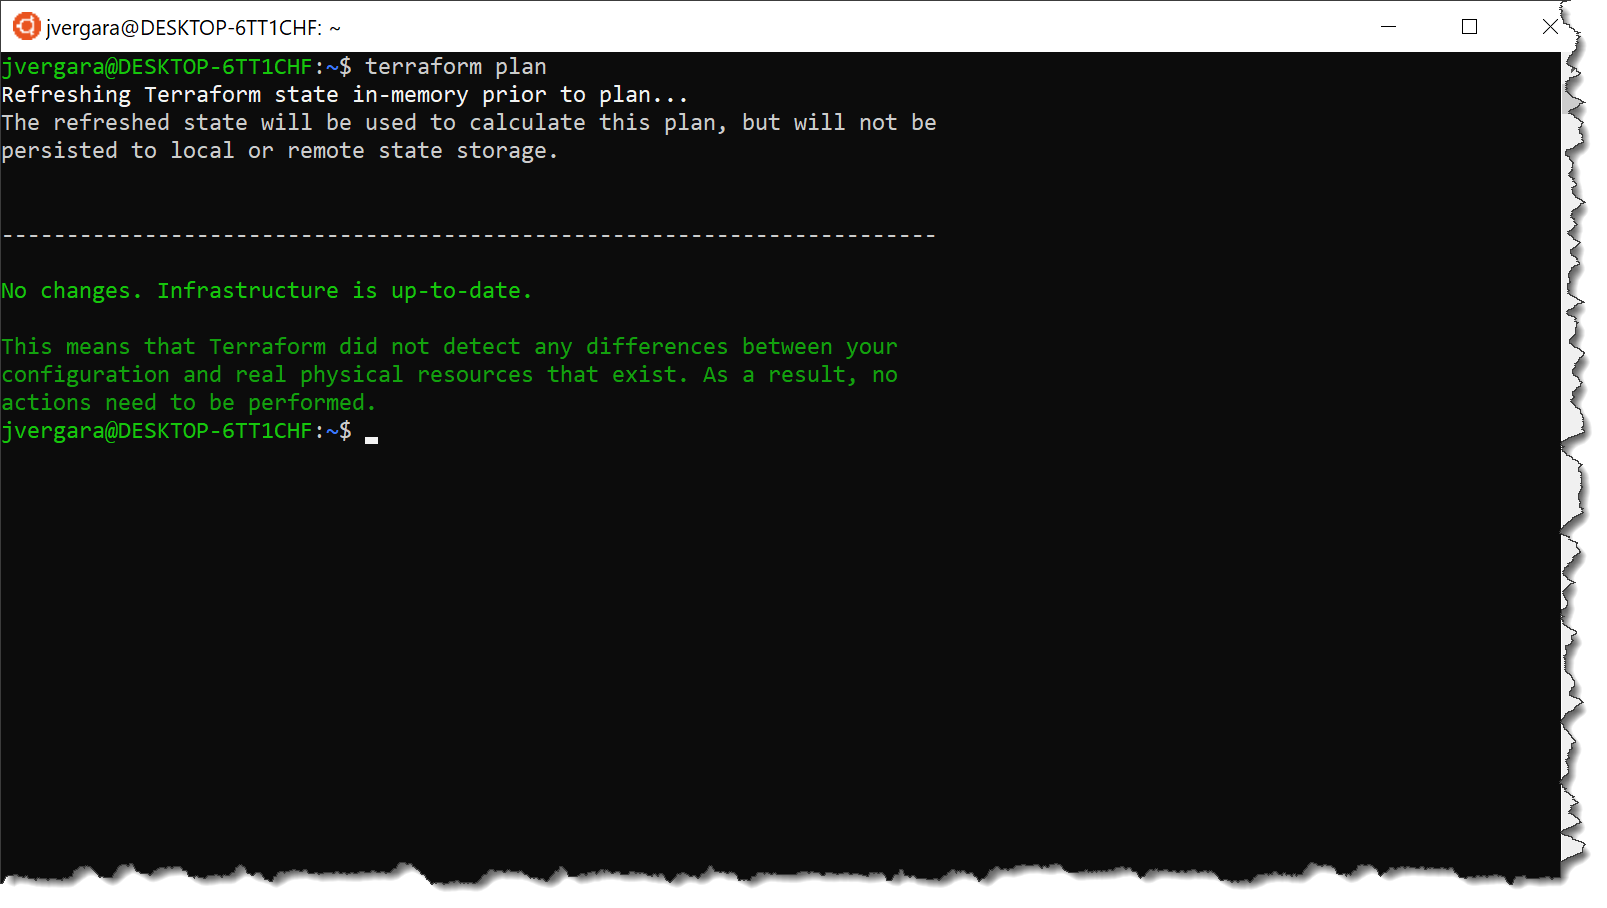 jvergara@DESKTOP-6TT1CHF: ~
jvergara@DESKTOP-6TT1CHF:~$ terraform plan
Refreshing Terraform state in-memory prior to plan...
The refreshed state will be used to calculate this plan, but will not be
persisted to local or remote state storage.
------------------------------------------------------------------------
No changes. Infrastructure is up-to-date.
This means that Terraform did not detect any differences between your
configuration and real physical resources that exist. As a result, no
actions need to be performed.
jvergara@DESKTOP-6TT1CHF:~$